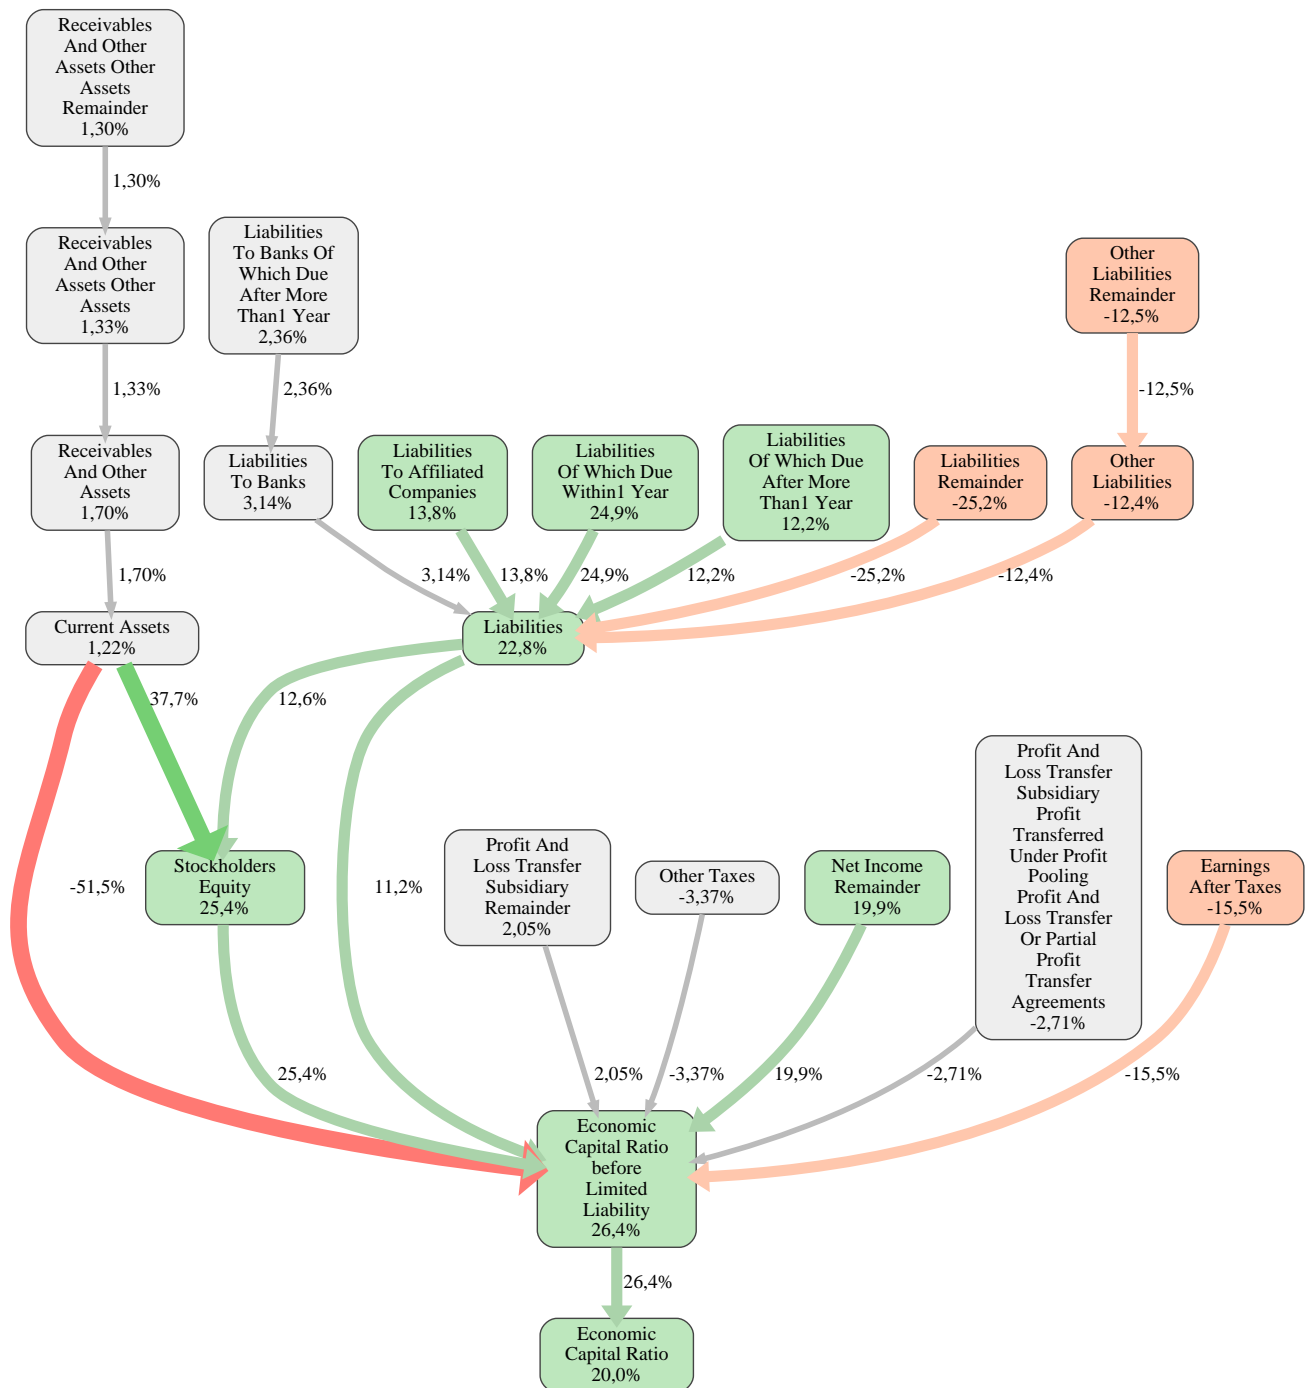 Receivables
And Other
Assets Other
Assets
Remainder
1,30%
1,30%
Receivables
And Other
Assets Other
Assets
1,33%
Liabilities
To Banks Of
Which Due
After More
Than1 Year
2,36%
Other
Liabilities
Remainder
-12,5%
1,33%
2,36%
-12,5%
Receivables
And Other
Assets
1,70%
Liabilities
To Banks
3,14%
Liabilities
To Affiliated
Companies
13,8%
Liabilities
Of Which Due
Within1 Year
24,9%
Liabilities
Of Which Due
After More
Than1 Year
12,2%
Liabilities
Remainder
-25,2%
Other
Liabilities
-12,4%
1,70%
3,14%
13,8%
24,9%
12,2%
-25,2%
-12,4%
Current Assets
1,22%
Liabilities
22,8%
37,7%
12,6%
Profit And
Loss Transfer
Subsidiary
Profit
Transferred
Under Profit
Pooling
Profit And
Loss Transfer
Or Partial
Profit
Transfer
Agreements
-2,71%
-51,5%
Stockholders
Equity
25,4%
11,2%
Profit And
Loss Transfer
Subsidiary
Remainder
2,05%
Other Taxes
-3,37%
Net Income
Remainder
19,9%
Earnings
After Taxes
-15,5%
25,4%
2,05%
-3,37%
19,9%
-2,71%
-15,5%
Economic
Capital Ratio
before
Limited
Liability
26,4%
26,4%
Economic
Capital Ratio
20,0%